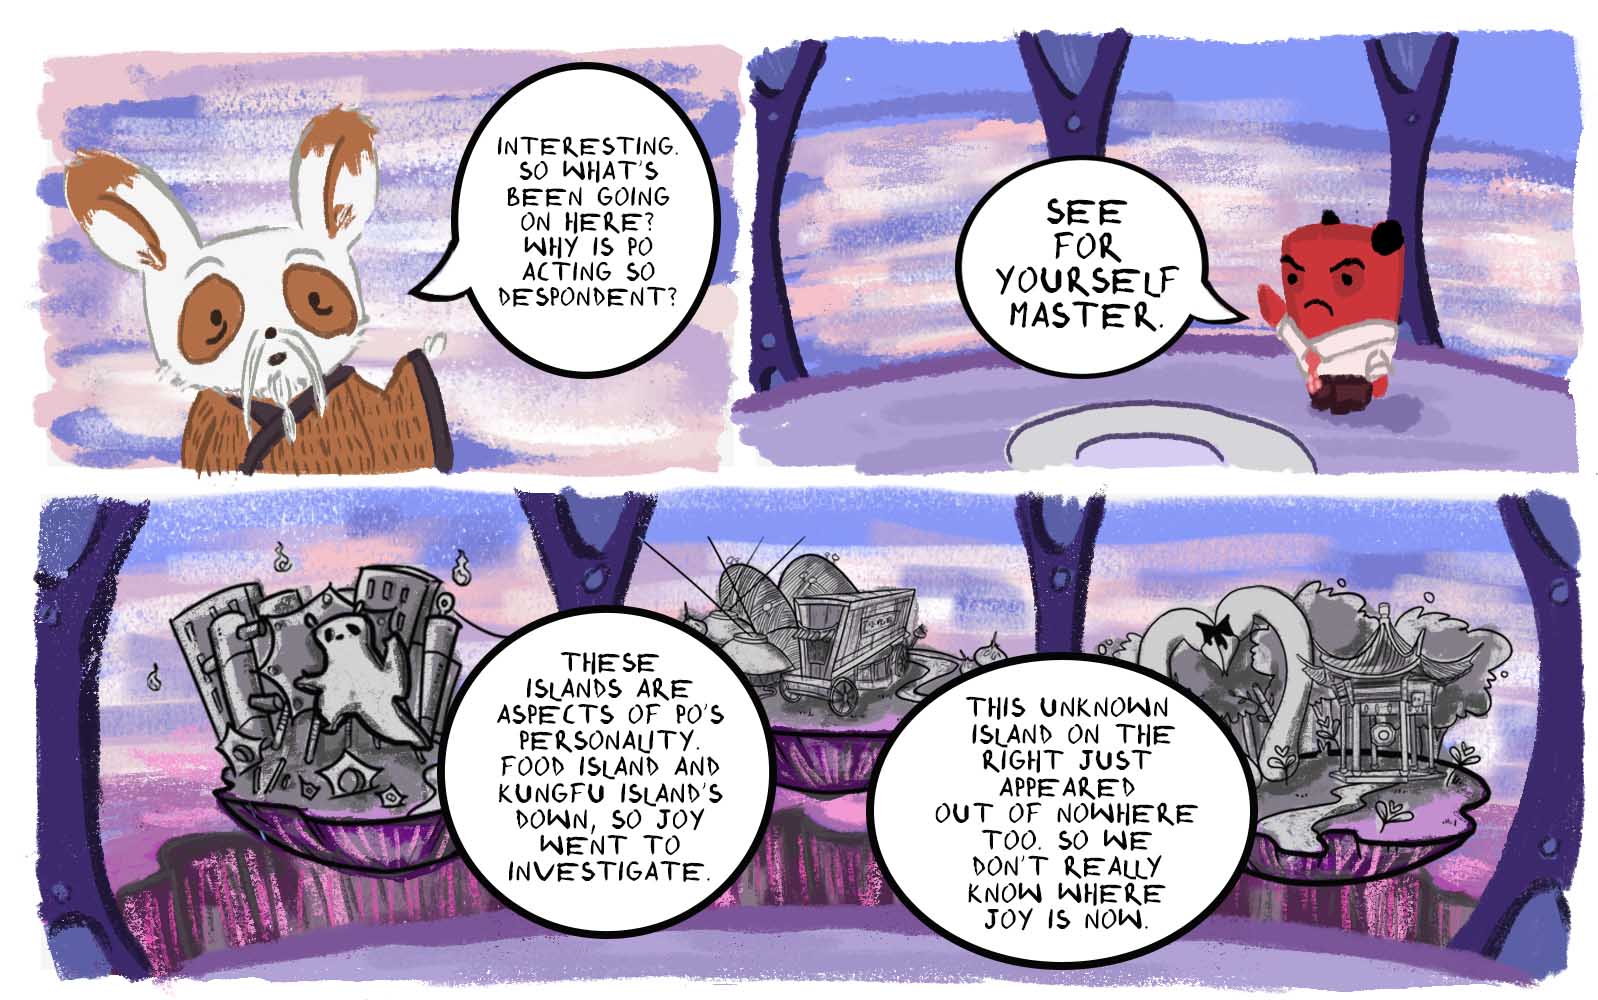 INTERESTING.
SO WHAT'S
BEEN GOING
ON HERE?
WHY IS PO
ACTING SO
DESPONDENT?
SEE
FOR
YOURSELF
MASTER.
THESE
ISLANDS ARE
ASPECTS OF PO'S
PERSONALITY.
FOOD ISLAND AND
KUNGFU ISLAND'S
DOWN, SO JOY
WENT TO
INVESTIGATE.
THIS UNKNOWN
ISLAND ON THE
RIGHT JUST
APPEARED
OUT OF NOWHERE
TOO. SO WE
DON'T REALLY
KNOW WHERE
JOY IS NOW.